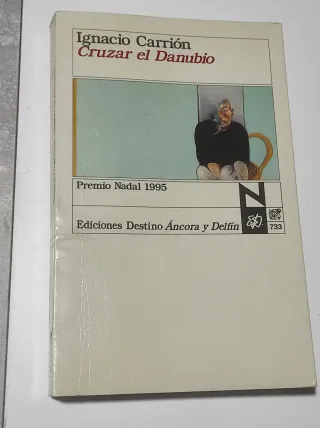 Ignacio Carrión
Cruzar el Danubio
Premio Nadal 1995
N
Ediciones Destino Áncora y Delfín
733